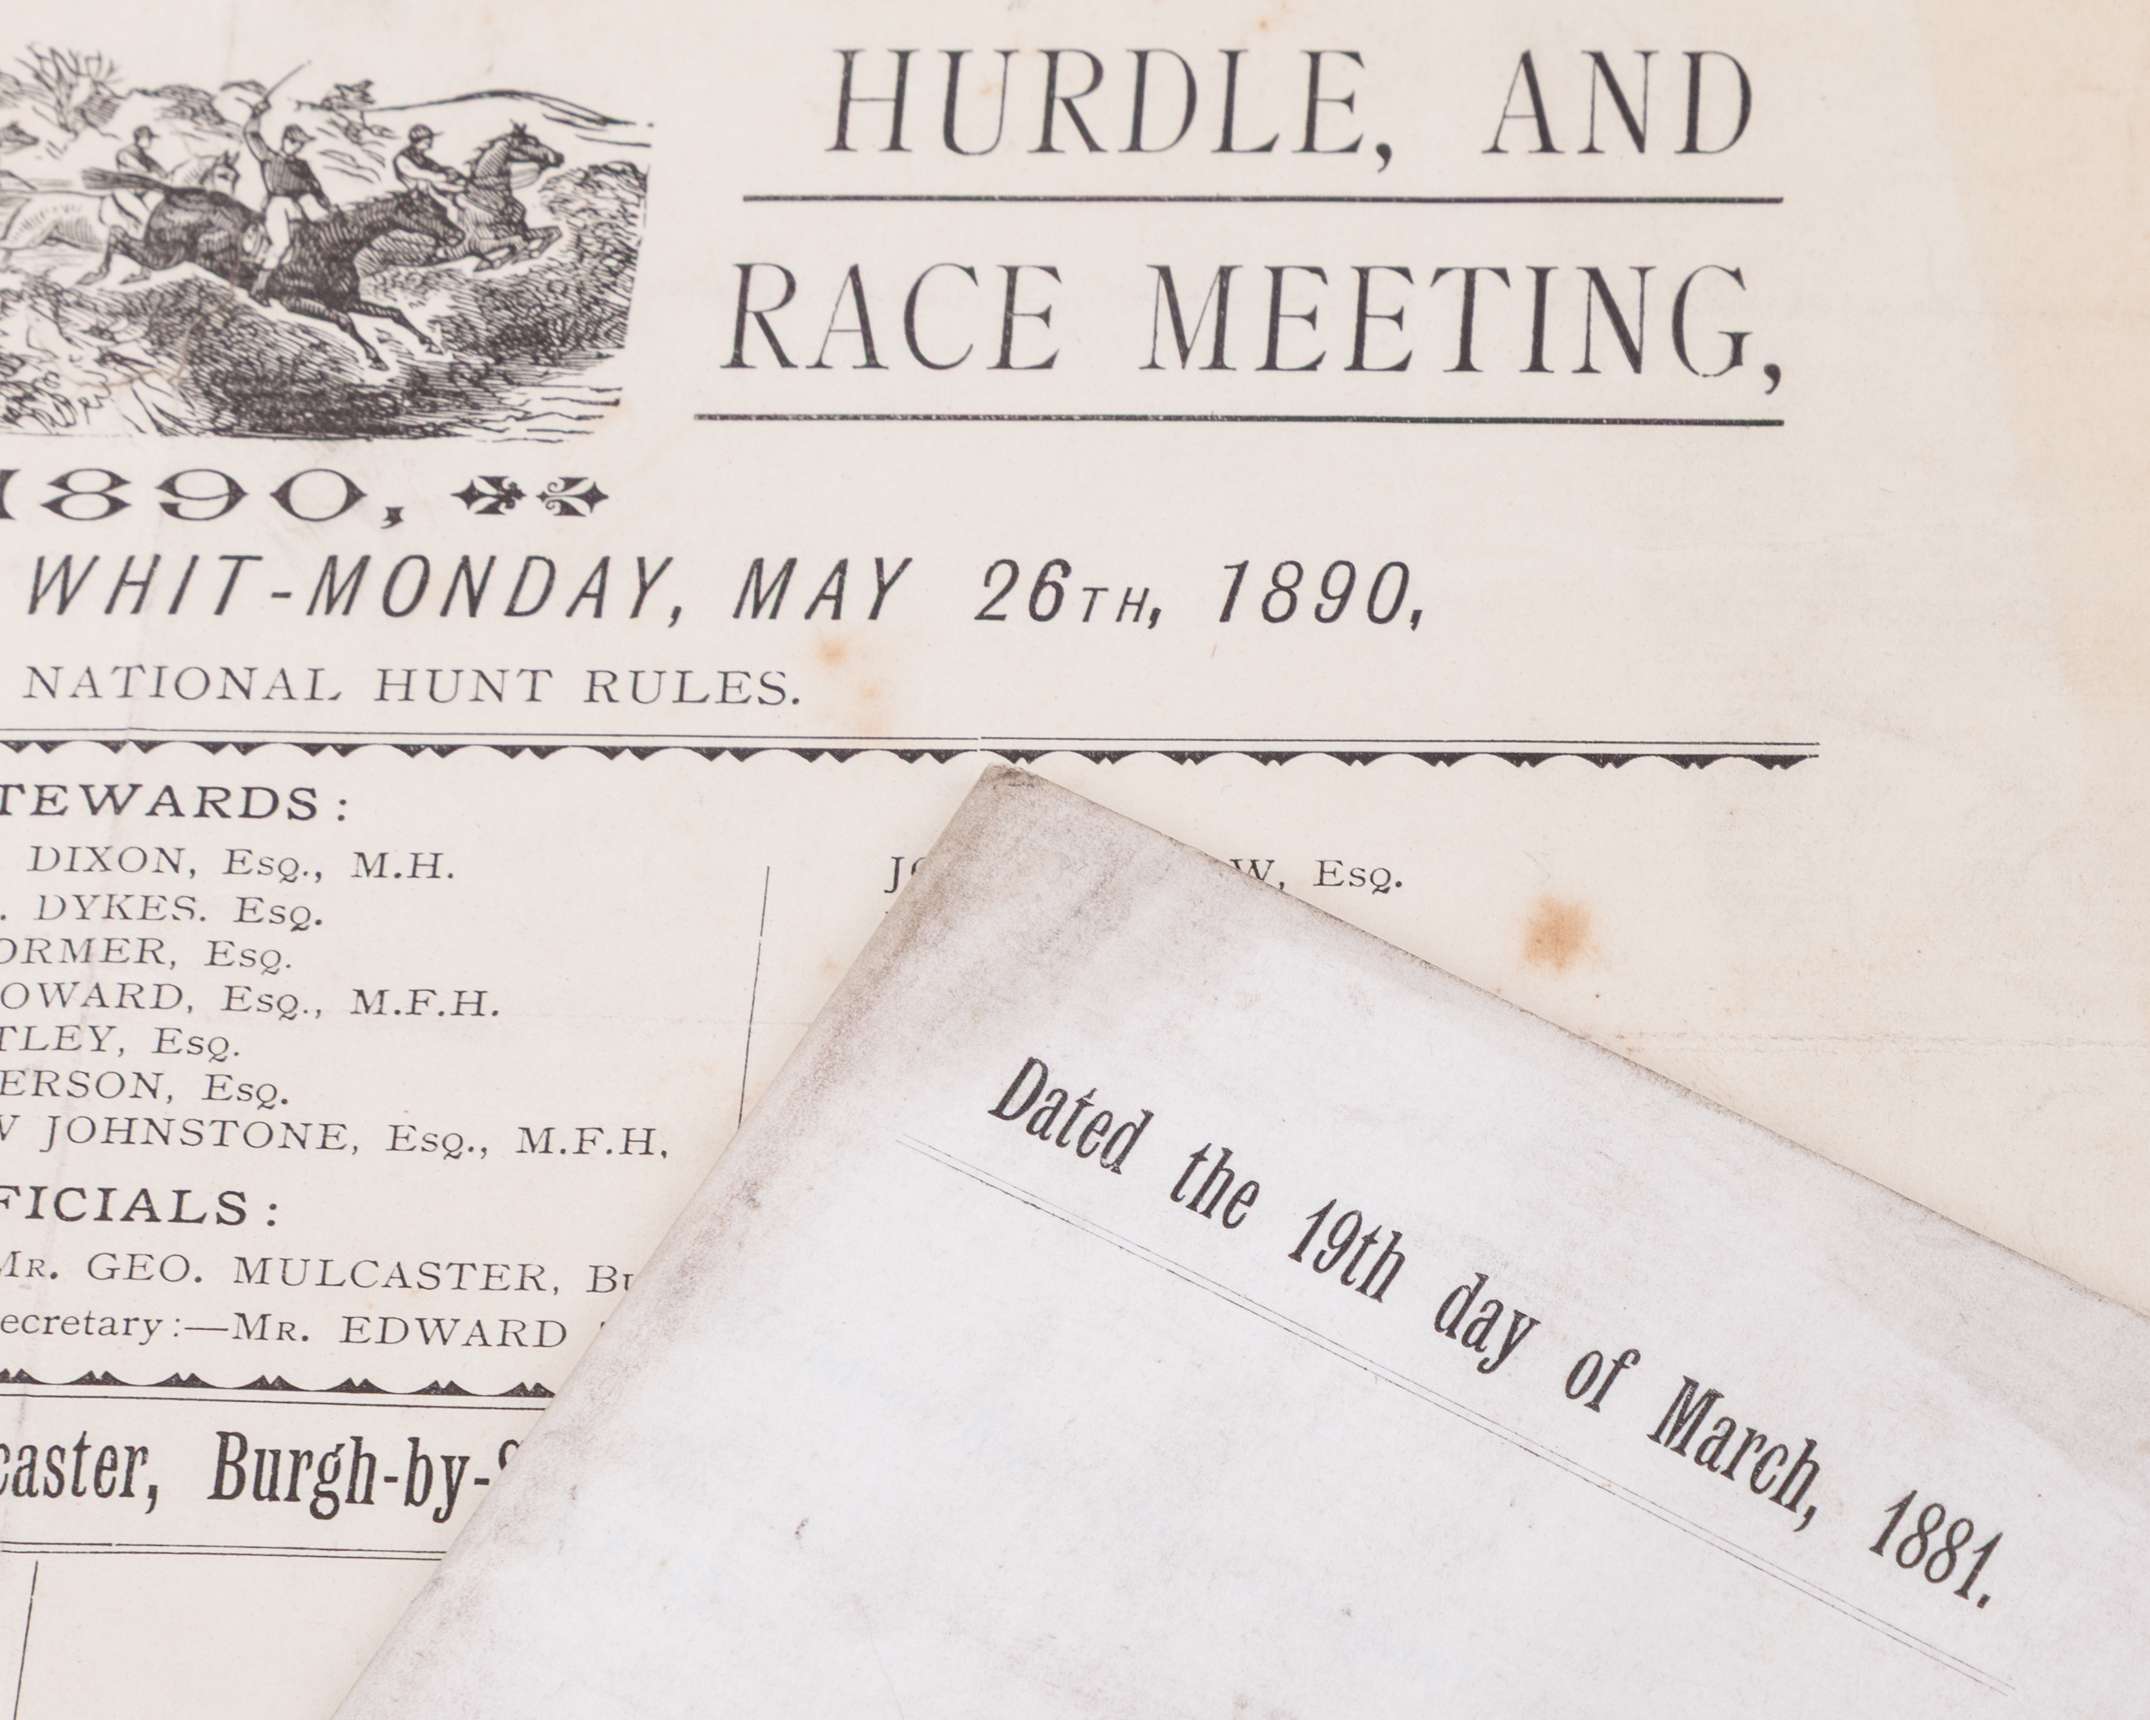 HURDLE, AND
RACE MEETING,
1890,
WHIT-MONDAY, MAY 26TH, 1890,
NATIONAL HUNT RULES.
TEWARDS:
DIXON, Esq., M.H.
. DYKES. Esq.
ORMER, Esq.
OWARD, Esq., M.F.H.
TLEY, Esq.
ERSON, Esq.
W JOHNSTONE, Esq., M.F.H.
W, Esq.
FICIALS:
Mr. GEO. MULCASTER,
ecretary:—Mr. EDWARD
caster, Burgh-by-
Dated the 19th day of March, 1881.